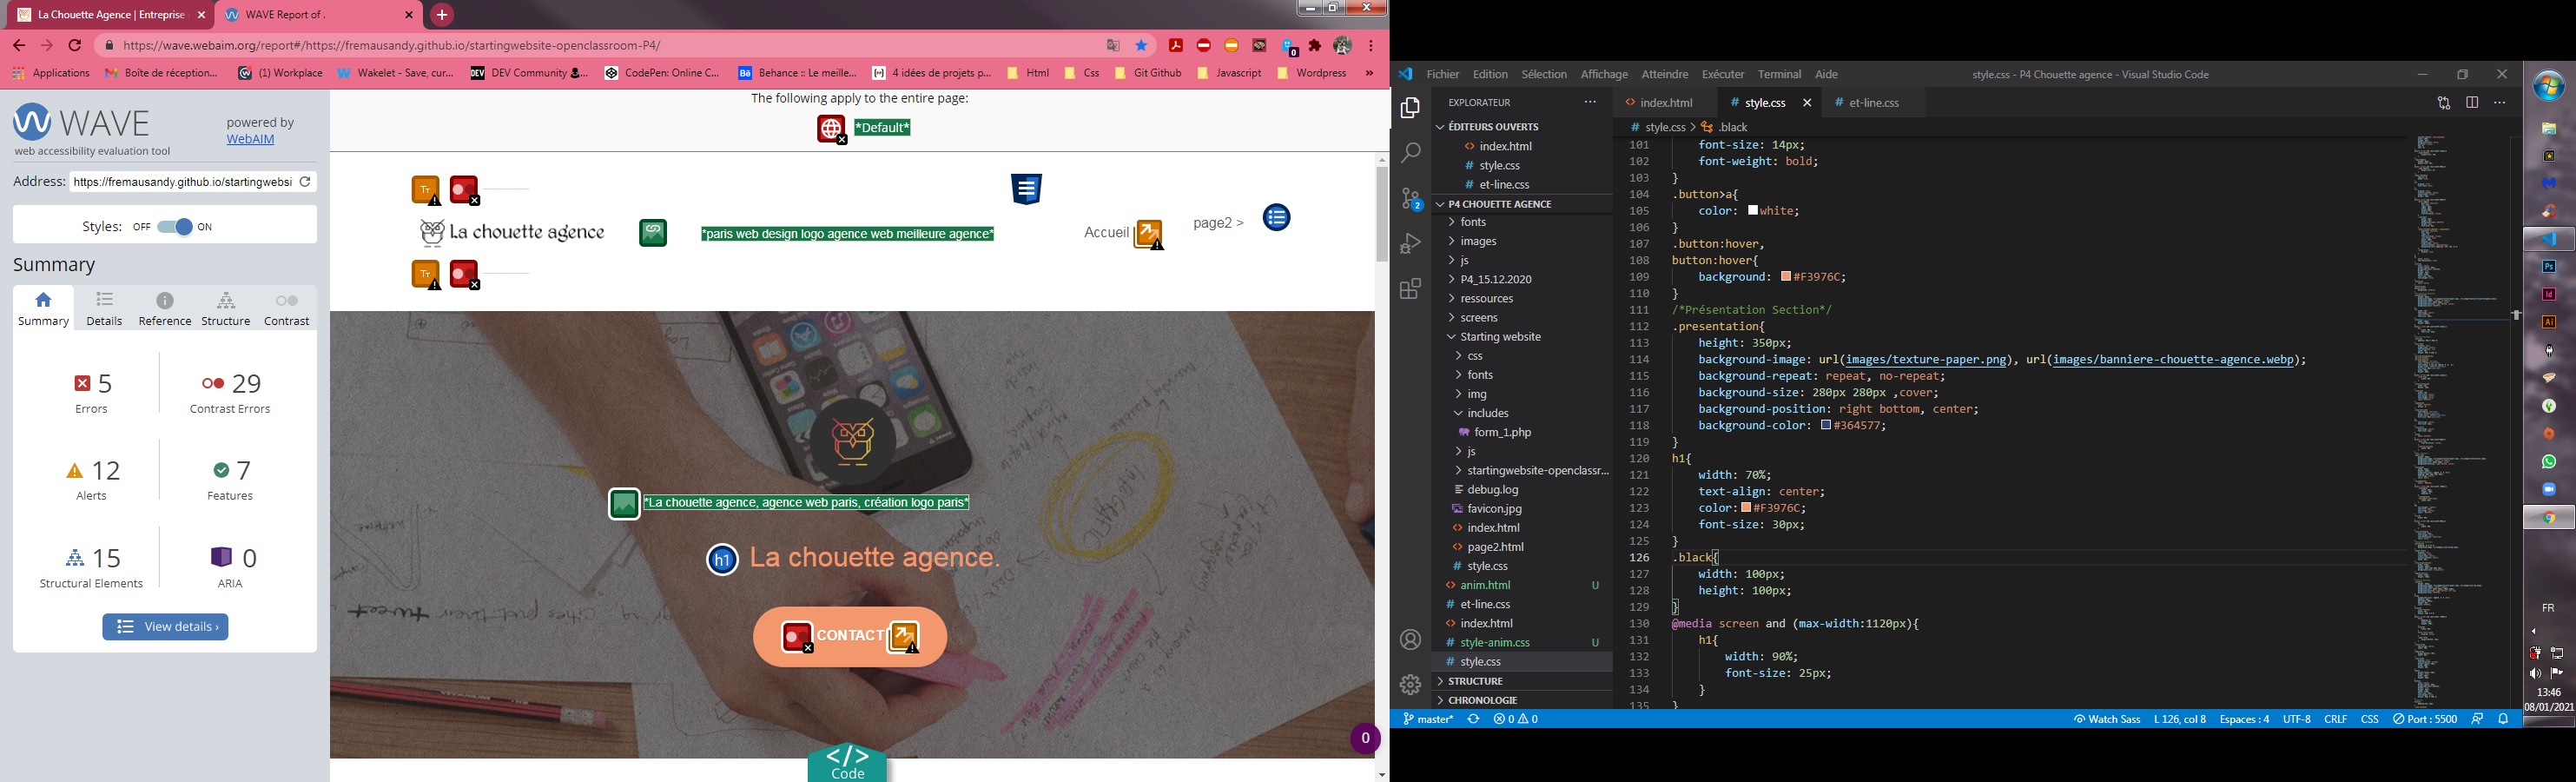 La Chouette Agence | Entreprise
WAVE Report of .
https://wave.webaim.org/report#/https://fremausandy.github.io/startingwebsite-openclassroom-P4/
0
Applications
Boîte de réception...
(1) Workplace
Wakelet - Save, cur...
DEV Community
CodePen: Online C...
Behance :: Le meille...
4 idées de projets p...
Html
Css
Git Github
Javascript
Wordpress
»
WAVE
web accessibility evaluation tool
powered by
WebAIM
Address: https://fremausandy.github.io/startingwebsi
Styles: OFF ON
Summary
Summary
Details
Reference
Structure
Contrast
5
Errors
29
Contrast Errors
12
Alerts
7
Features
15
Structural Elements
0
ARIA
View details ›
The following apply to the entire page:
*Default*
La chouette agence
*paris web design logo agence web meilleure agence*
Accueil
page2 >
*La chouette agence, agence web paris, création logo paris*
h1 La chouette agence.
CONTACT
</>
Code
0
Fichier Edition Sélection Affichage Atteindre Exécuter Terminal Aide
style.css - P4 Chouette agence - Visual Studio Code
EXPLORATEUR
ÉDITEURS OUVERTS
index.html
style.css
et-line.css
P4 CHOUETTE AGENCE
fonts
images
js
P4_15.12.2020
ressources
screens
Starting website
css
fonts
img
includes
form_1.php
js
startingwebsite-openclassr...
debug.log
favicon.jpg
index.html
page2.html
style.css
anim.html U
et-line.css
index.html
style-anim.css U
style.css
STRUCTURE
CHRONOLOGIE
2
index.html
style.css
et-line.css
style.css > .black
101 font-size: 14px;
102 font-weight: bold;
103 }
104 .button>a{
105 color: white;
106 }
107 .button:hover,
108 button:hover{
109 background: #F3976C;
110 }
111 /*Présentation Section*/
112 .presentation{
113 height: 350px;
114 background-image: url(images/texture-paper.png), url(images/banniere-chouette-agence.webp);
115 background-repeat: repeat, no-repeat;
116 background-size: 280px 280px ,cover;
117 background-position: right bottom, center;
118 background-color: #364577;
119 }
120 h1{
121 width: 70%;
122 text-align: center;
123 color: #F3976C;
124 font-size: 30px;
125 }
126 .black{
127 width: 100px;
128 height: 100px;
129 }
130 @media screen and (max-width:1120px){
131 h1{
132 width: 90%;
133 font-size: 25px;
134 }
135 }
master* 0 0
Watch Sass L 126, col 8 Espaces : 4 UTF-8 CRLF CSS Port : 5500
Ps
Id
Ai
FR
13:46
08/01/2021